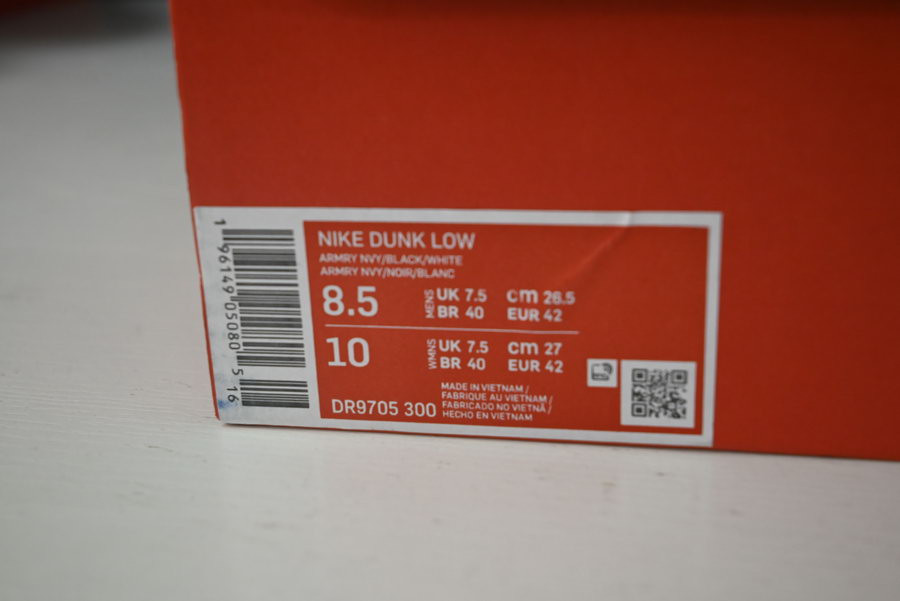 NIKE DUNK LOW
ARMRY NVY/BLACK/WHITE
ARMRY NVY/NOIR/BLANC
8.5 MENS UK 7.5 cm 26.5
BR 40 EUR 42
10 WMNS UK 7.5 cm 27
BR 40 EUR 42
MADE IN VIETNAM /
FABRIQUE AU VIETNAM /
FABRICADO NO VIETNÃ /
HECHO EN VIETNAM
DR9705 300
1 96149 05080 5 16